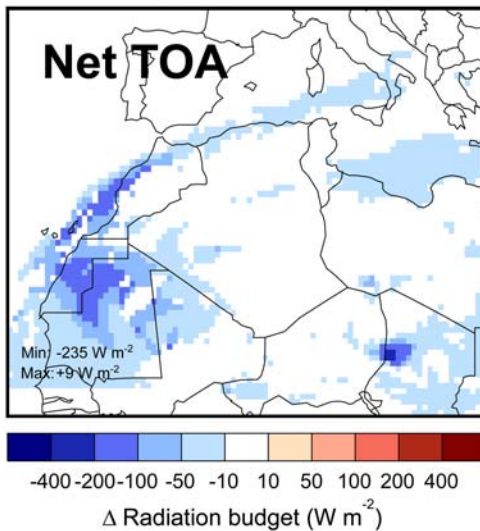 Net TOA
Min: -235 W m-2
Max:+9 W m-2
-400 -200 -100 -50 -10 10 50 100 200 400
Δ Radiation budget (W m-2)